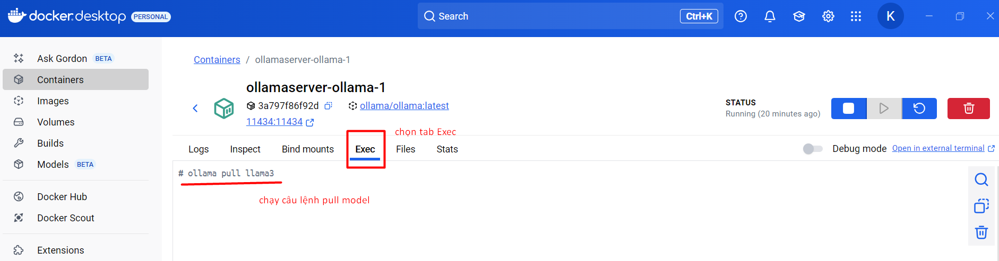 docker.desktop PERSONAL
Search
Ctrl+K
K
Ask Gordon BETA
Containers
Images
Volumes
Builds
Models BETA
Docker Hub
Docker Scout
Extensions
Containers / ollamaserver-ollama-1
ollamaserver-ollama-1
3a797f86f92d
ollama/ollama:latest
11434:11434
STATUS
Running (20 minutes ago)
chọn tab Exec
Logs
Inspect
Bind mounts
Exec
Files
Stats
Debug mode
Open in external terminal
# ollama pull llama3
chạy câu lệnh pull model